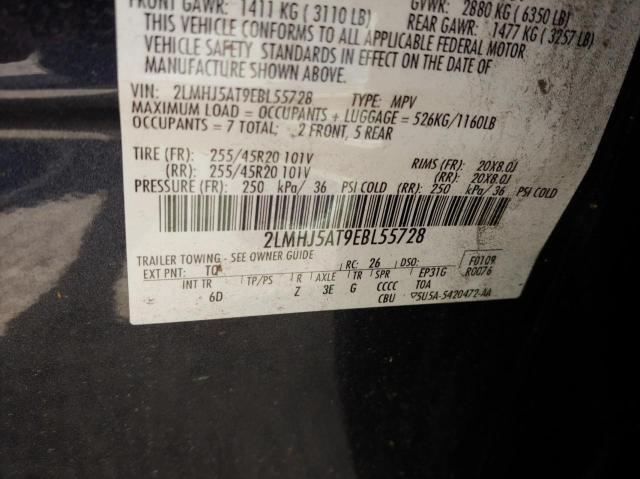 FRONT GAWR: 1411 KG ( 3110 LB)
GVWR: 2880 KG ( 6350 LB)
REAR GAWR: 1477 KG ( 3257 LB)
THIS VEHICLE CONFORMS TO ALL APPLICABLE FEDERAL MOTOR
VEHICLE SAFETY STANDARDS IN EFFECT ON THE DATE OF
MANUFACTURE SHOWN ABOVE.
VIN: 2LMHJ5AT9EBL55728 TYPE: MPV
MAXIMUM LOAD = OCCUPANTS + LUGGAGE = 526KG/1160LB
OCCUPANTS = 7 TOTAL; 2 FRONT, 5 REAR
TIRE (FR): 255/45R20 101V RIMS (FR): 20X8.0J
(RR): 255/45R20 101V (RR): 20X8.0J
PRESSURE (FR): 250 kPa/ 36 PSI COLD (RR): 250 kPa/ 36 PSI COLD
2LMHJ5AT9EBL55728
TRAILER TOWING - SEE OWNER GUIDE
EXT PNT: RC: 26 DSO: F0109
R0076
INT TR TP/PS R AXLE TR SPR EP31G
6D Z 3E G CCCC TOA
CBU 5U5A-5420472-AA